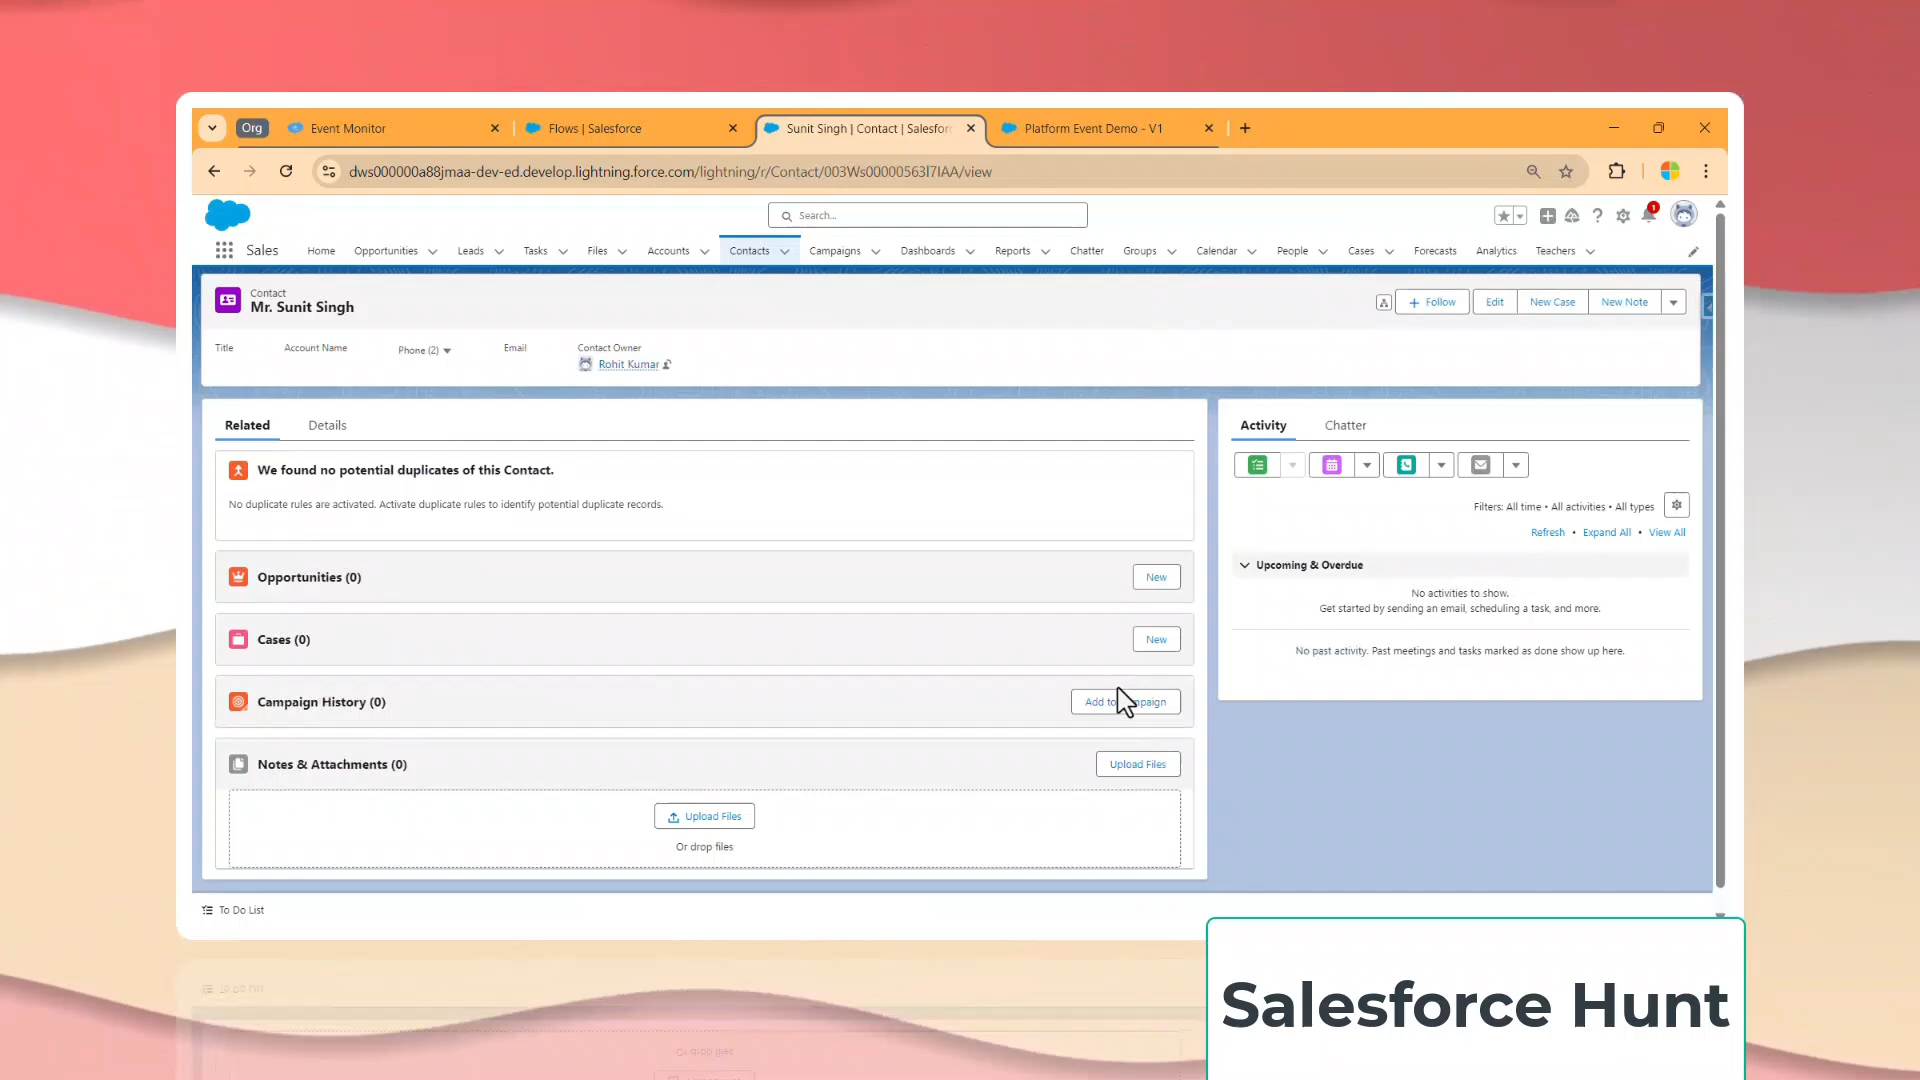 Org
Event Monitor
Flows | Salesforce
Sunit Singh | Contact | Salesfor
Platform Event Demo - V1
dws000000a88jmaa-dev-ed.develop.lightning.force.com/lightning/r/Contact/003Ws00000563l7IAA/view
Search...
1
Sales
Home
Opportunities
Leads
Tasks
Files
Accounts
Contacts
Campaigns
Dashboards
Reports
Chatter
Groups
Calendar
People
Cases
Forecasts
Analytics
Teachers
Contact
Mr. Sunit Singh
Follow
Edit
New Case
New Note
Title
Account Name
Phone (2)
Email
Contact Owner
Rohit Kumar
Related
Details
We found no potential duplicates of this Contact.
No duplicate rules are activated. Activate duplicate rules to identify potential duplicate records.
Opportunities (0)
New
Cases (0)
New
Campaign History (0)
Add to Campaign
Notes & Attachments (0)
Upload Files
Upload Files
Or drop files
Activity
Chatter
Filters: All time • All activities • All types
Refresh • Expand All • View All
Upcoming & Overdue
No activities to show.
Get started by sending an email, scheduling a task, and more.
No past activity. Past meetings and tasks marked as done show up here.
To Do List
Salesforce Hunt